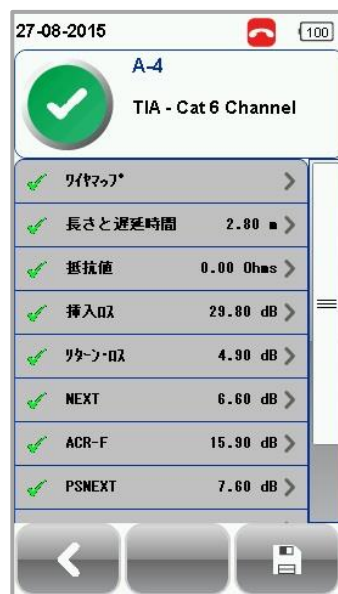 27-08-2015 100
A-4
TIA - Cat 6 Channel
ﾜｲﾔﾏｯﾌﾟ
長さと遅延時間 2.80 m
抵抗値 0.00 Ohms
挿入ﾛｽ 29.80 dB
ﾘﾀｰﾝ･ﾛｽ 4.90 dB
NEXT 6.60 dB
ACR-F 15.90 dB
PSNEXT 7.60 dB